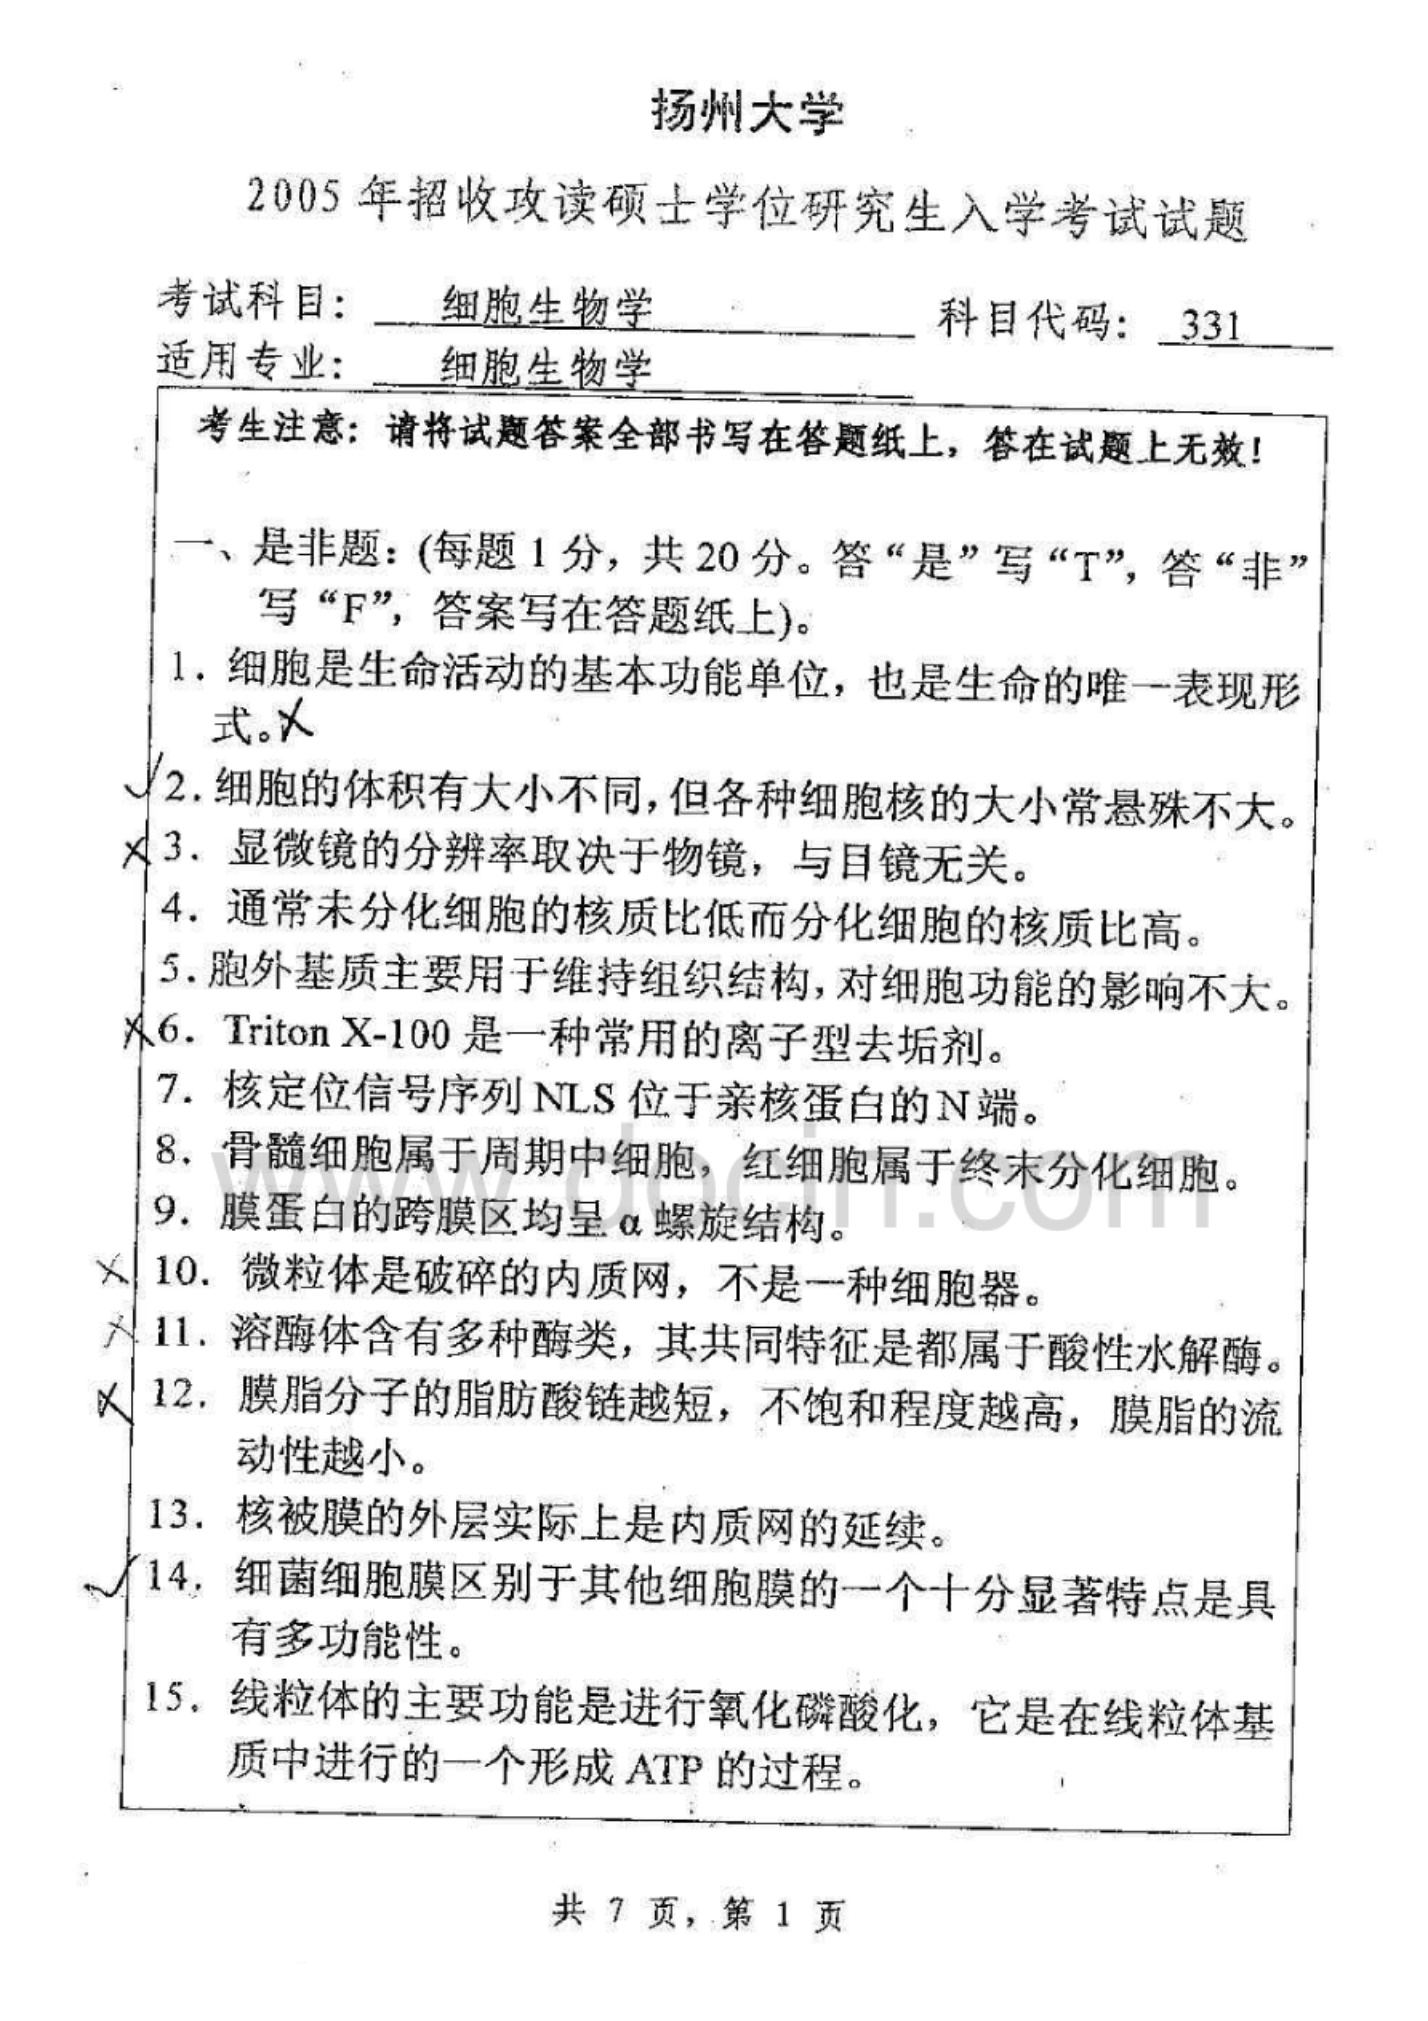 扬州大学
2005 年招收攻读硕士学位研究生入学考试试题
考试科目： 细胞生物学 科目代码： 331
适用专业： 细胞生物学
考生注意：请将试题答案全部书写在答题纸上，答在试题上无效！
一、是非题：(每题 1 分，共 20 分。答“是”写“T”，答“非”
写“F”，答案写在答题纸上)。
1. 细胞是生命活动的基本功能单位，也是生命的唯一表现形
式。✗
✓2. 细胞的体积有大小不同，但各种细胞核的大小常悬殊不大。
✗3. 显微镜的分辨率取决于物镜，与目镜无关。
4. 通常未分化细胞的核质比低而分化细胞的核质比高。
5. 胞外基质主要用于维持组织结构，对细胞功能的影响不大。
✗6. Triton X-100 是一种常用的离子型去垢剂。
7. 核定位信号序列 NLS 位于亲核蛋白的 N 端。
8. 骨髓细胞属于周期中细胞，红细胞属于终末分化细胞。
www.docin.com
9. 膜蛋白的跨膜区均呈 α 螺旋结构。
✗ 10. 微粒体是破碎的内质网，不是一种细胞器。
✗ 11. 溶酶体含有多种酶类，其共同特征是都属于酸性水解酶。
✗ 12. 膜脂分子的脂肪酸链越短，不饱和程度越高，膜脂的流
动性越小。
13. 核被膜的外层实际上是内质网的延续。
✓14. 细菌细胞膜区别于其他细胞膜的一个十分显著特点是具
有多功能性。
15. 线粒体的主要功能是进行氧化磷酸化，它是在线粒体基
质中进行的一个形成 ATP 的过程。
共 7 页，第 1 页